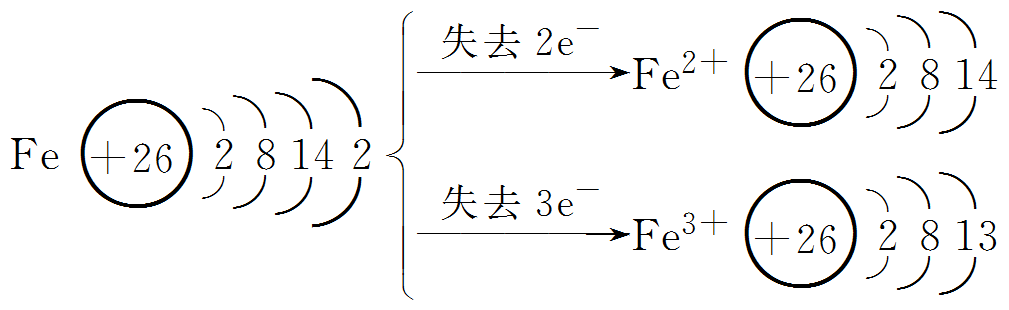 失去 2e⁻
Fe²⁺ +26 2 8 14
Fe +26 2 8 14 2
失去 3e⁻
Fe³⁺ +26 2 8 13